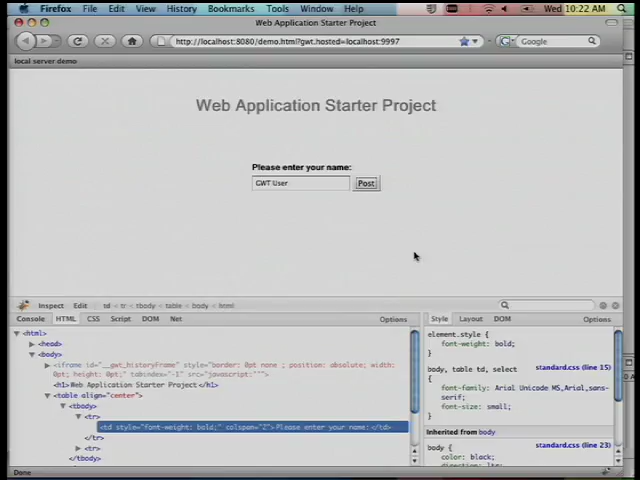 Firefox File Edit View History Bookmarks Tools Window Help Wed 10:22 AM
Web Application Starter Project
http://localhost:8080/demo.html?gwt.hosted=localhost:9997 Google
local server demo
Web Application Starter Project
Please enter your name:
GWT User Post
Inspect Edit td < tr < tbody < table < body < html
Console HTML CSS Script DOM Net Options
Style Layout DOM Options
<html>
<head>
<body>
<iframe id="__gwt_historyFrame" style="border: 0pt none ; position: absolute; width:
0pt; height: 0pt;" tabindex="-1" src="javascript:''">
<h1>Web Application Starter Project</h1>
<table align="center">
<tbody>
<tr>
<td style="font-weight: bold;" colspan="2">Please enter your name:</td>
</tr>
<tr>
</tbody>
element.style {
font-weight: bold;
}
body, table td, select standard.css (line 15)
{
font-family: Arial Unicode MS,Arial,sans-
serif;
font-size: small;
}
Inherited from body
body { standard.css (line 23)
color: black;
direction: ltr;
Done